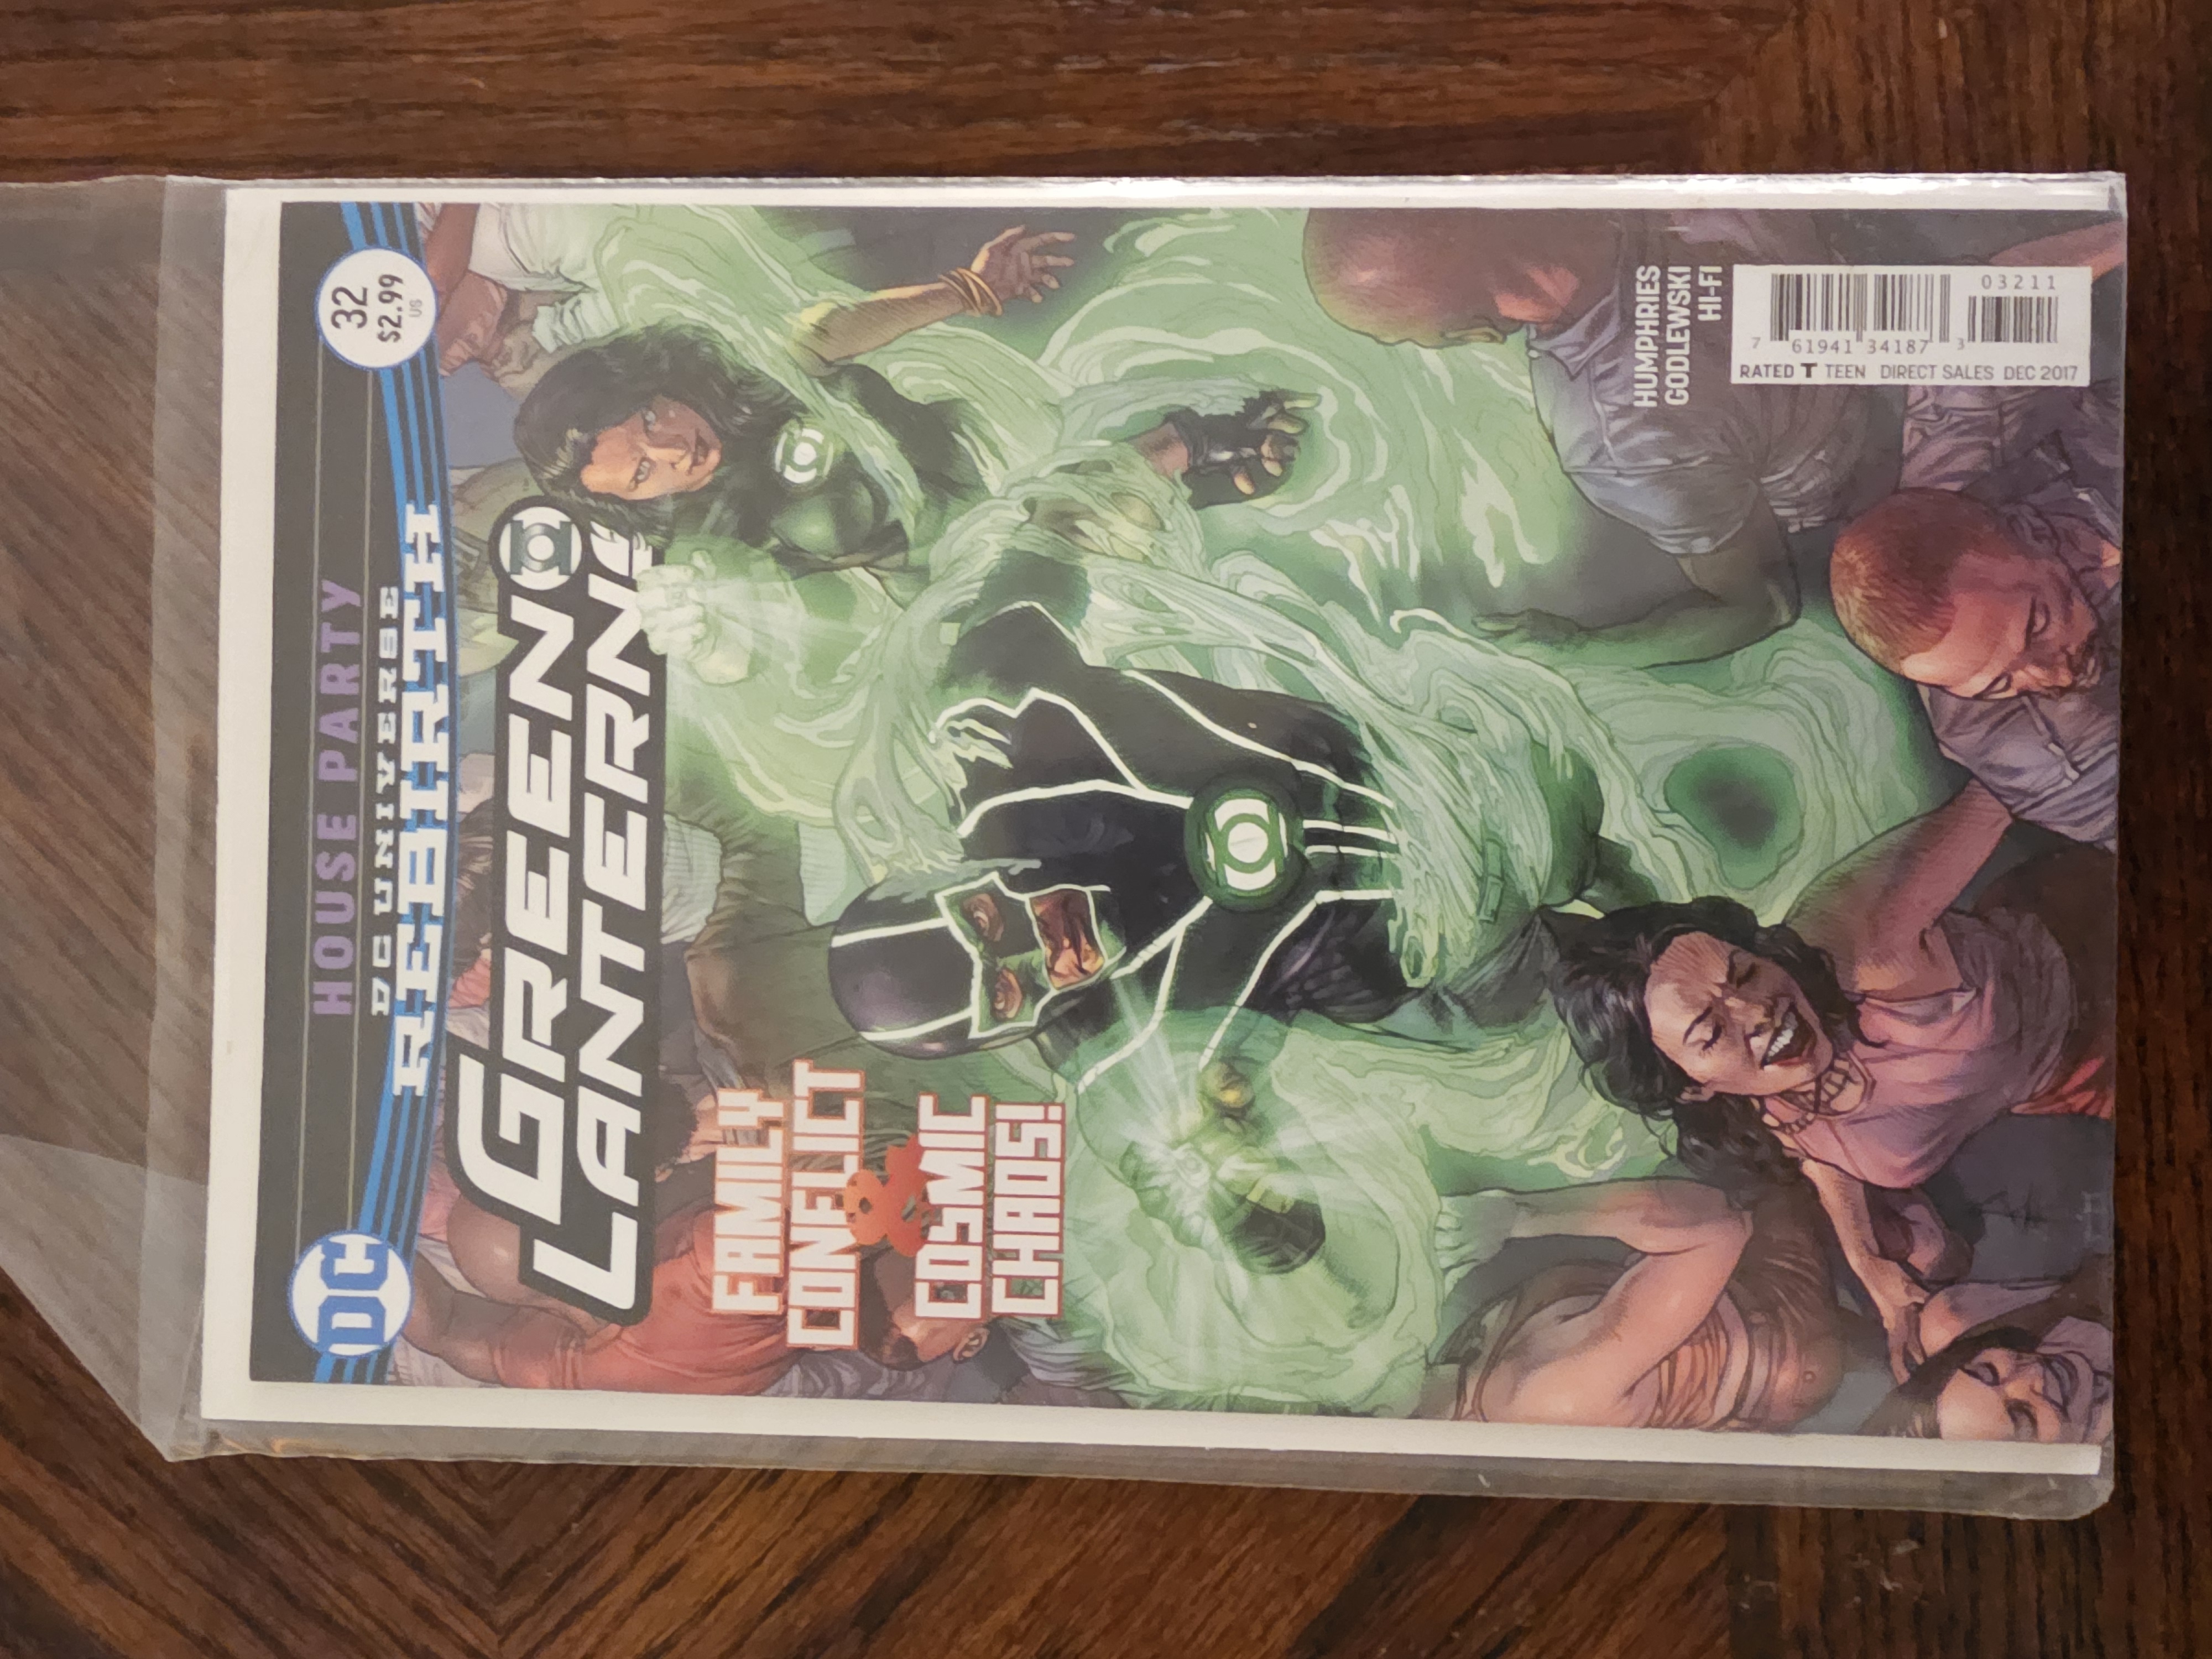 DC
HOUSE PARTY
DC UNIVERSE
REBIRTH
32
$2.99
US
GREEN
LANTERNS
FAMILY
CONFLICT
&
COSMIC
CHAOS!
HUMPHRIES
GODLEWSKI
HI-FI
7 61941 34187 3 03211
RATED T TEEN DIRECT SALES DEC 2017